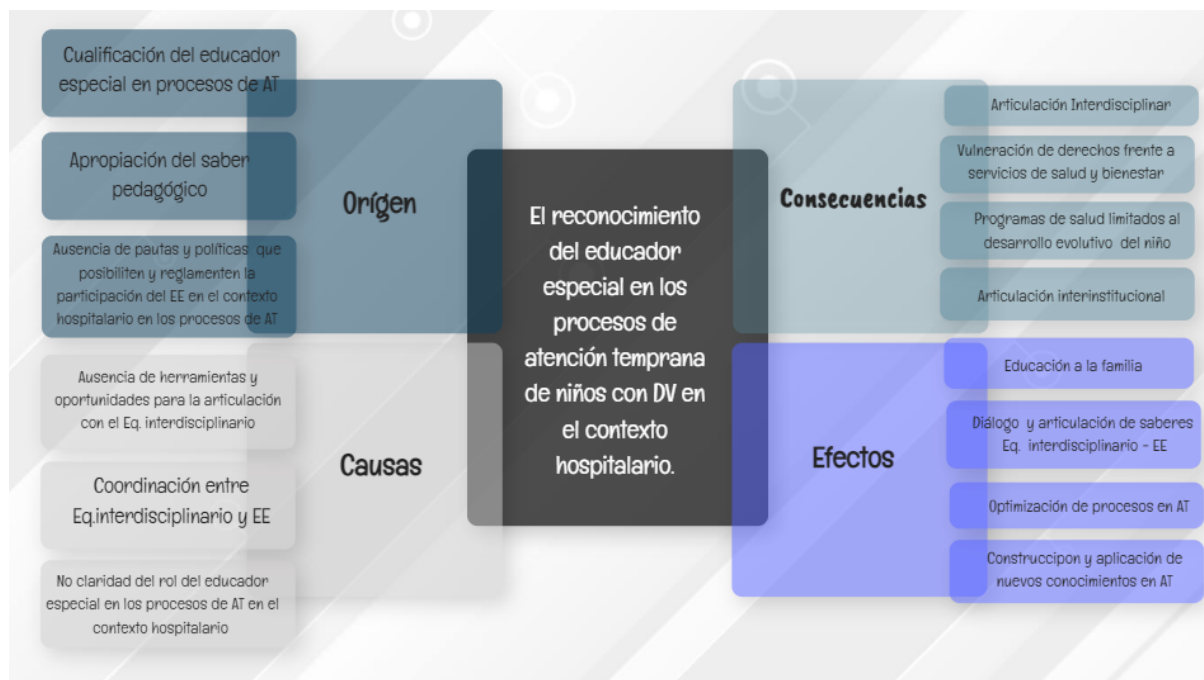 Cualificación del educador
especial en procesos de AT
Apropiación del saber
pedagógico
Ausencia de pautas y políticas que
posibiliten y reglamenten la
participación del EE en el contexto
hospitalario en los procesos de AT
Orígen
Ausencia de herramientas y
oportunidades para la articulación
con el Eq. interdisciplinario
Coordinación entre
Eq.interdisciplinario y EE
No claridad del rol del educador
especial en los procesos de AT en el
contexto hospitalario
Causas
El reconocimiento
del educador
especial en los
procesos de
atención temprana
de niños con DV en
el contexto
hospitalario.
Consecuencias
Articulación Interdisciplinar
Vulneración de derechos frente a
servicios de salud y bienestar
Programas de salud limitados al
desarrollo evolutivo del niño
Articulación interinstitucional
Efectos
Educación a la familia
Diálogo y articulación de saberes
Eq. interdisciplinario - EE
Optimización de procesos en AT
Construccipon y aplicación de
nuevos conocimientos en AT